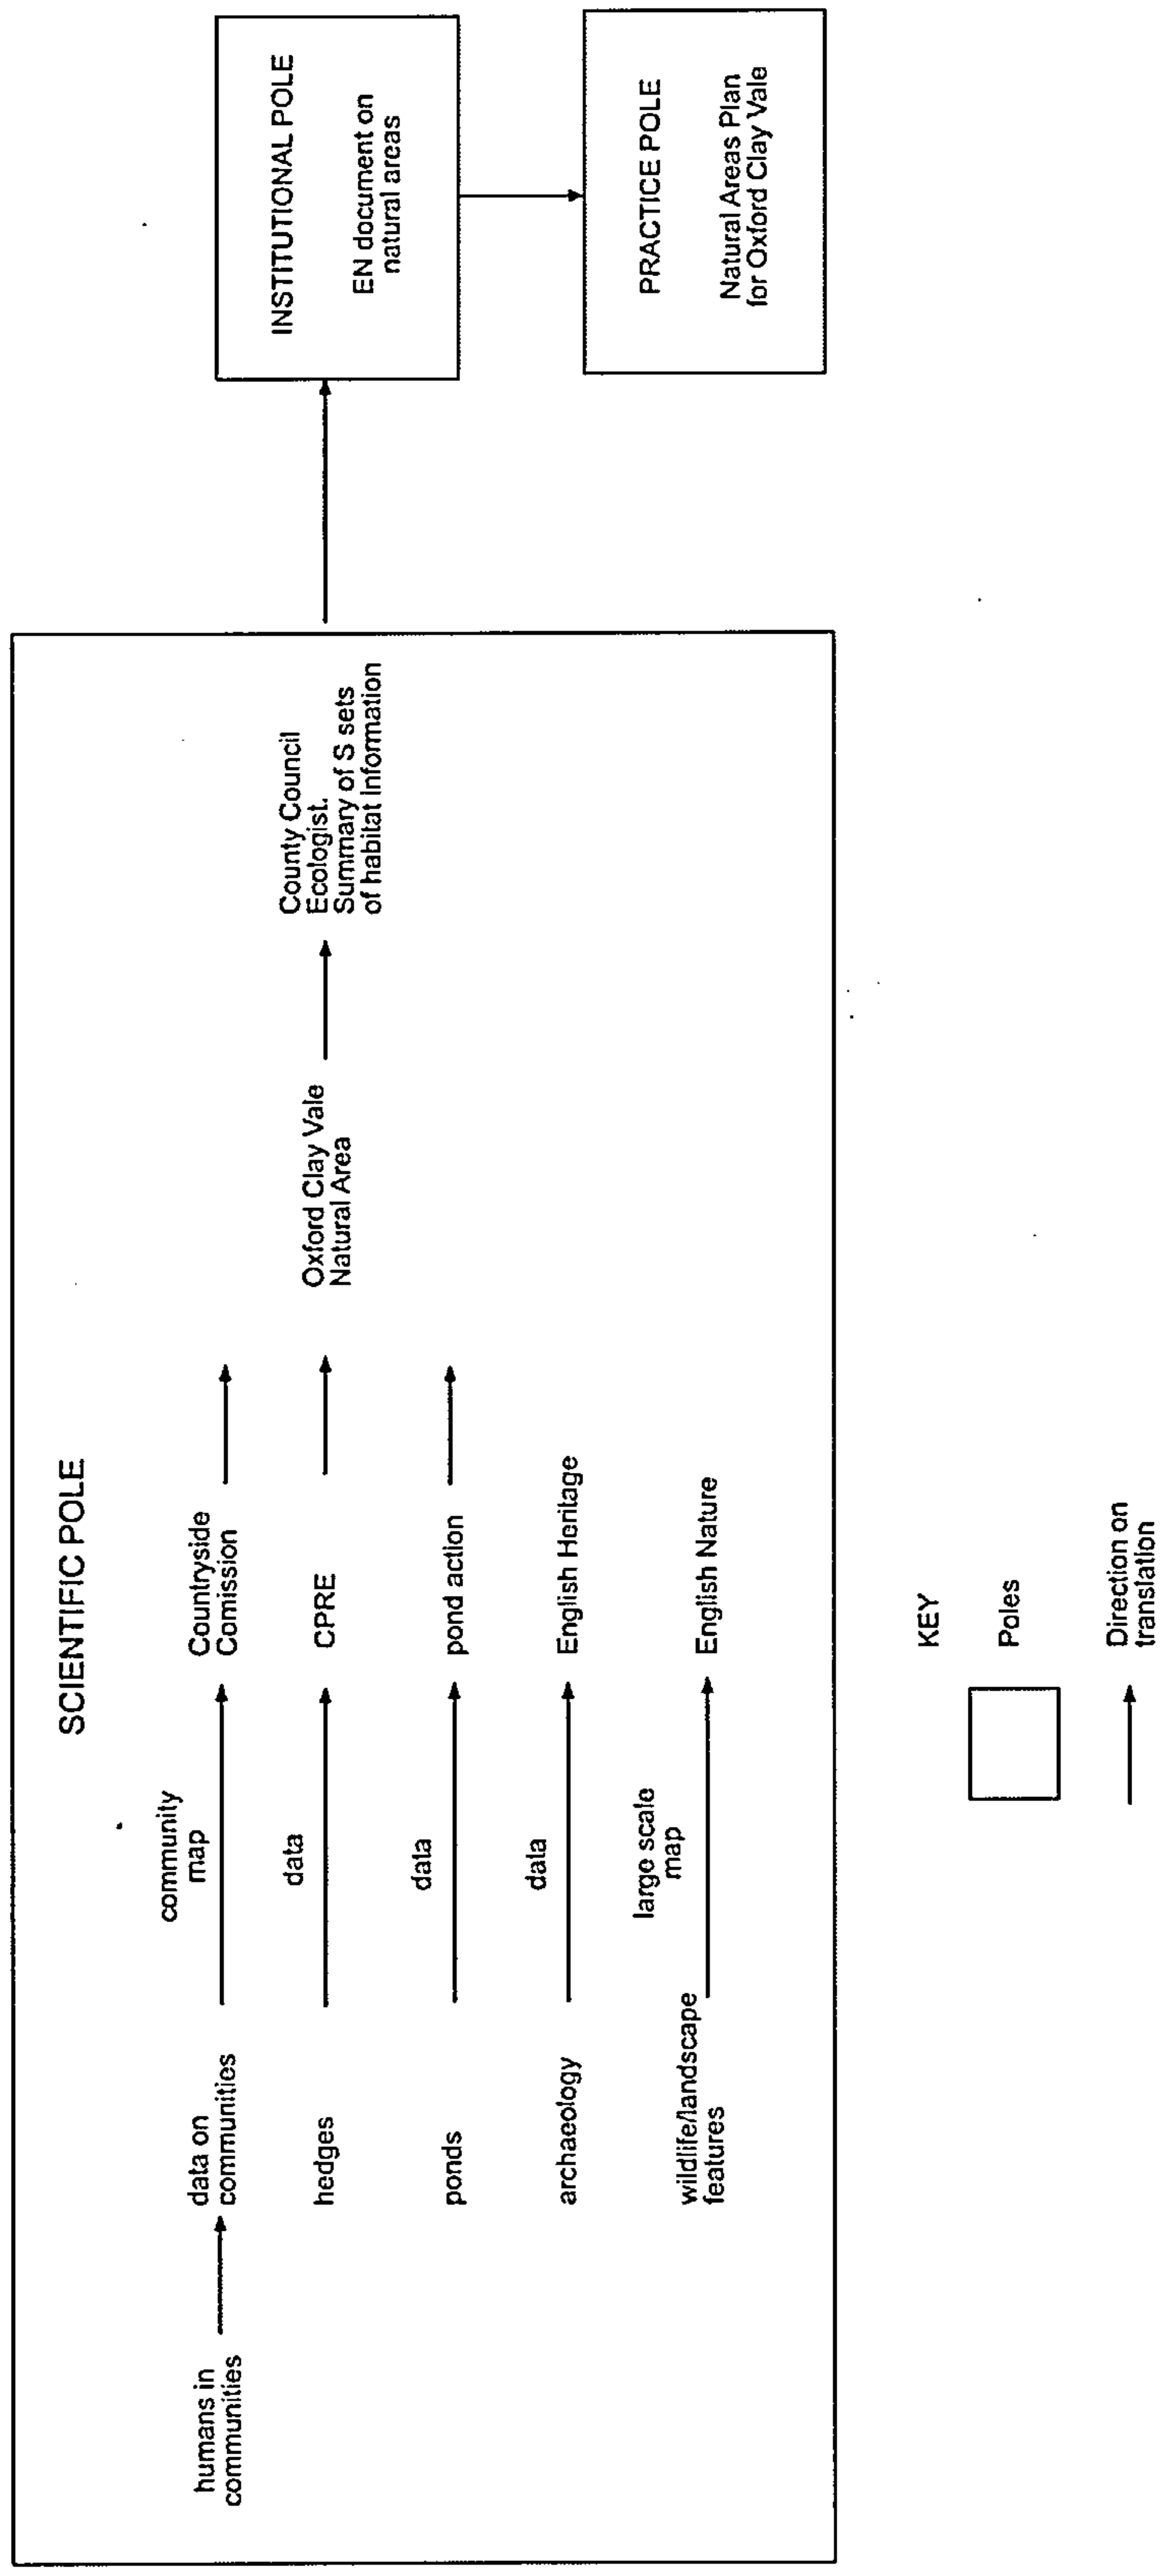 SCIENTIFIC POLE
humans in
communities
data on
communities
community
map
Countryside
Comission
hedges
data
CPRE
ponds
data
pond action
archaeology
data
English Heritage
wildlife/landscape
features
large scale
map
English Nature
Oxford Clay Vale
Natural Area
County Council
Ecologist.
Summary of S sets
of habitat information
INSTITUTIONAL POLE
EN document on
natural areas
PRACTICE POLE
Natural Areas Plan
for Oxford Clay Vale
KEY
Poles
Direction on
translation